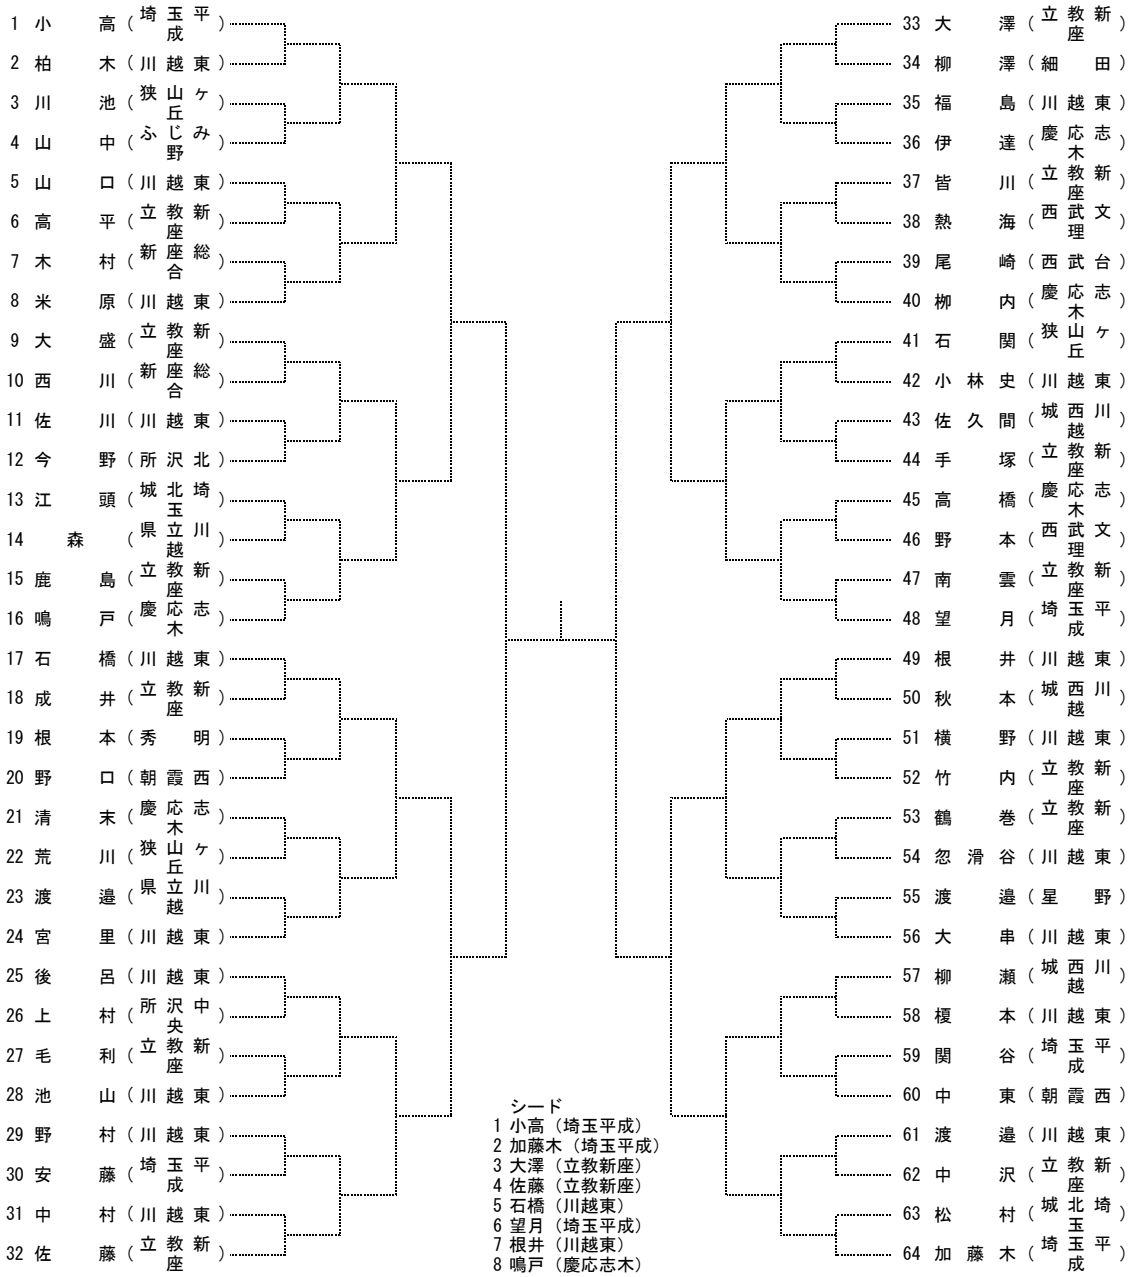 1 小高（埼玉平成）
2 柏木（川越東）
3 川池（狭山ヶ丘）
4 山中（ふじみ野）
5 山口（川越東）
6 高平（立教新座）
7 木村（新座総合）
8 米原（川越東）
9 大盛（立教新座）
10 西川（新座総合）
11 佐川（川越東）
12 今野（所沢北）
13 江頭（城北埼玉）
14 森（県立川越）
15 鹿島（立教新座）
16 鳴戸（慶応志木）
17 石橋（川越東）
18 成井（立教新座）
19 根本（秀明）
20 野口（朝霞西）
21 清末（慶応志木）
22 荒川（狭山ヶ丘）
23 渡邉（県立川越）
24 宮里（川越東）
25 後呂（川越東）
26 上村（所沢中央）
27 毛利（立教新座）
28 池山（川越東）
29 野村（川越東）
30 安藤（埼玉平成）
31 中村（川越東）
32 佐藤（立教新座）
シード
1 小高（埼玉平成）
2 加藤木（埼玉平成）
3 大澤（立教新座）
4 佐藤（立教新座）
5 石橋（川越東）
6 望月（埼玉平成）
7 根井（川越東）
8 鳴戸（慶応志木）
33 大澤（立教新座）
34 柳澤（細田）
35 福島（川越東）
36 伊達（慶応志木）
37 皆川（立教新座）
38 熱海（西武文理）
39 尾崎（西武台）
40 栁内（慶応志木）
41 石関（狭山ヶ丘）
42 小林史（川越東）
43 佐久間（城西川越）
44 手塚（立教新座）
45 高橋（慶応志木）
46 野本（西武文理）
47 南雲（立教新座）
48 望月（埼玉平成）
49 根井（川越東）
50 秋本（城西川越）
51 横野（川越東）
52 竹内（立教新座）
53 鶴巻（立教新座）
54 忽滑谷（川越東）
55 渡邉（星野）
56 大串（川越東）
57 柳瀬（城西川越）
58 榎本（川越東）
59 関谷（埼玉平成）
60 中東（朝霞西）
61 渡邉（川越東）
62 中沢（立教新座）
63 松村（城北埼玉）
64 加藤木（埼玉平成）